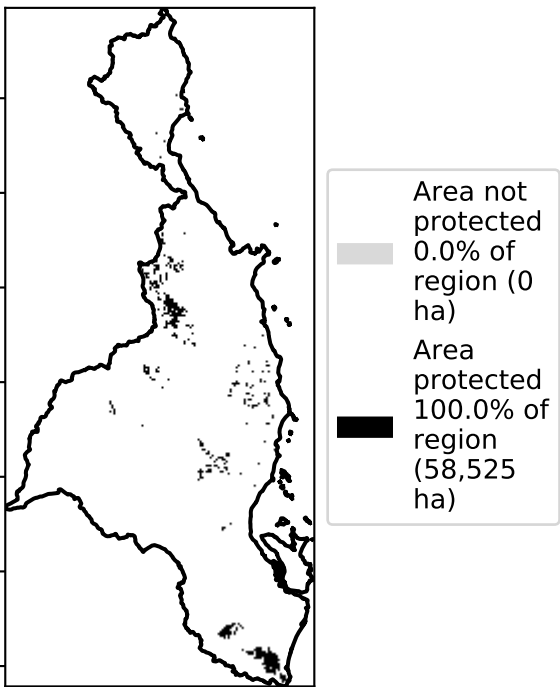 Area not
protected
0.0% of
region (0
ha)
Area
protected
100.0% of
region
(58,525
ha)